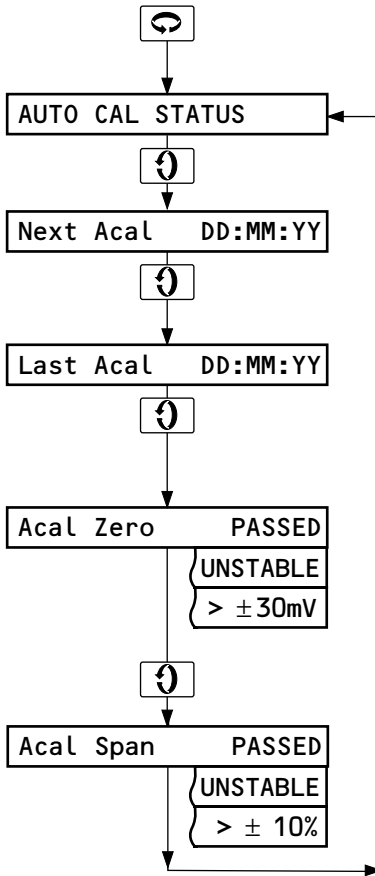 AUTO CAL STATUS
Next Acal DD:MM:YY
Last Acal DD:MM:YY
Acal Zero PASSED
UNSTABLE
> ±30mV
Acal Span PASSED
UNSTABLE
> ± 10%